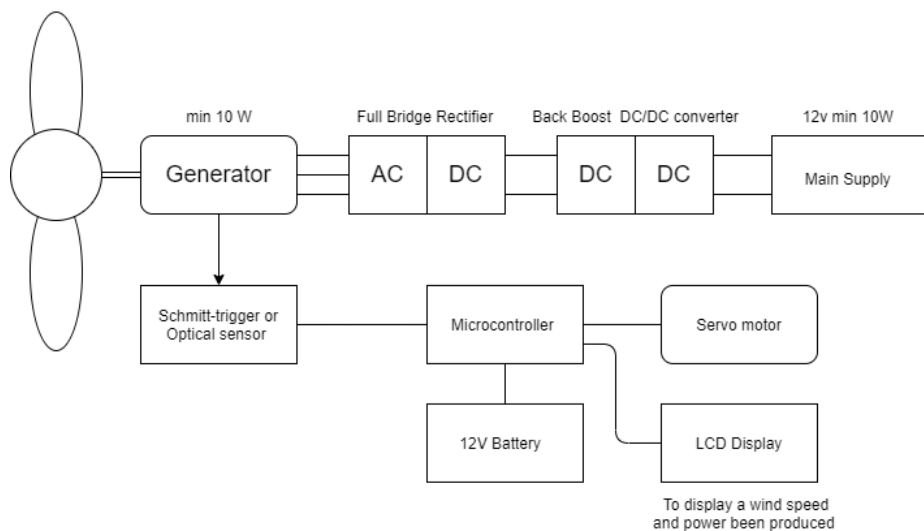 min 10 W
Full Bridge Rectifier
Back Boost  DC/DC converter
12v min 10W
Generator
AC
DC
DC
DC
Main Supply
Schmitt-trigger or
Optical sensor
Microcontroller
Servo motor
12V Battery
LCD Display
To display a wind speed
and power been produced